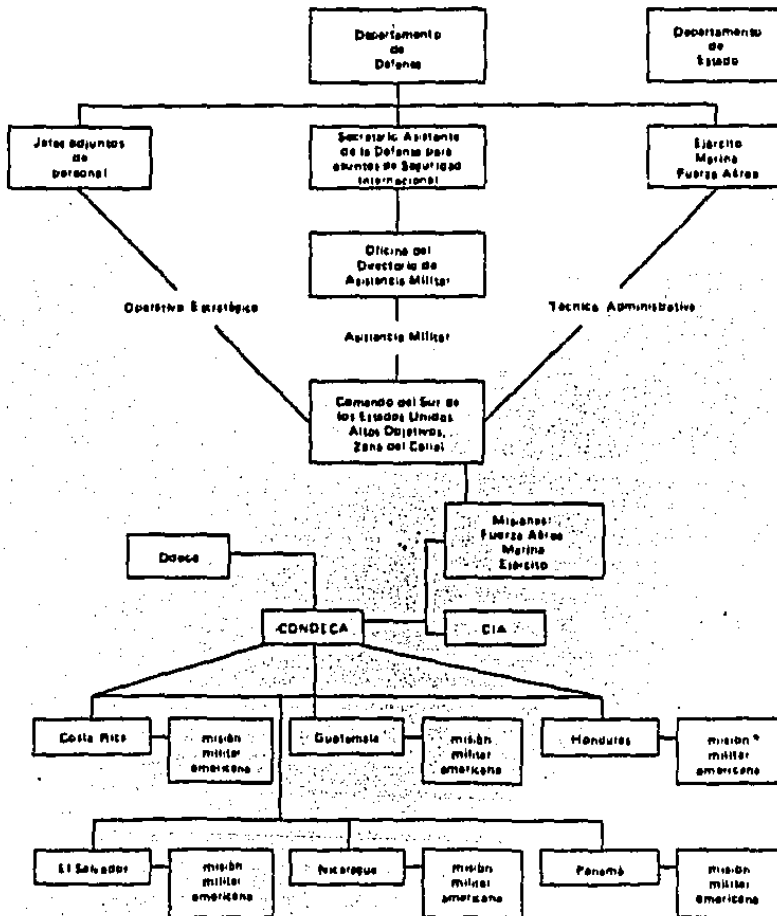 Departamento
de
Defensa
Departamento
de
Estado
Jefes adjuntos
de
personal
Secretario Asistente
de la Defensa para
asuntos de Seguridad
Internacional
Ejército
Marina
Fuerza Aérea
Oficina del
Directorio de
Asistencia Militar
Operativo Estratégico
Técnica Administrativa
Asistencia Militar
Comando del Sur de
los Estados Unidos
Altos Objetivos,
Zona del Canal
Misiones:
Fuerza Aérea
Marina
Ejército
CONDECA
CIA
Costa Rica
misión
militar
americana
Guatemala
misión
militar
americana
Honduras
misión
militar
americana
El Salvador
misión
militar
americana
Nicaragua
misión
militar
americana
Panamá
misión
militar
americana